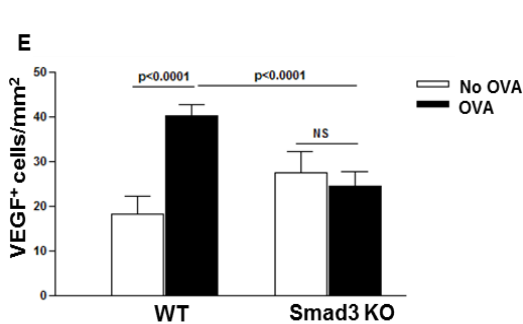 E
VEGF⁺ cells/mm²
50
40
30
20
10
0
p<0.0001
p<0.0001
NS
No OVA
OVA
WT
Smad3 KO